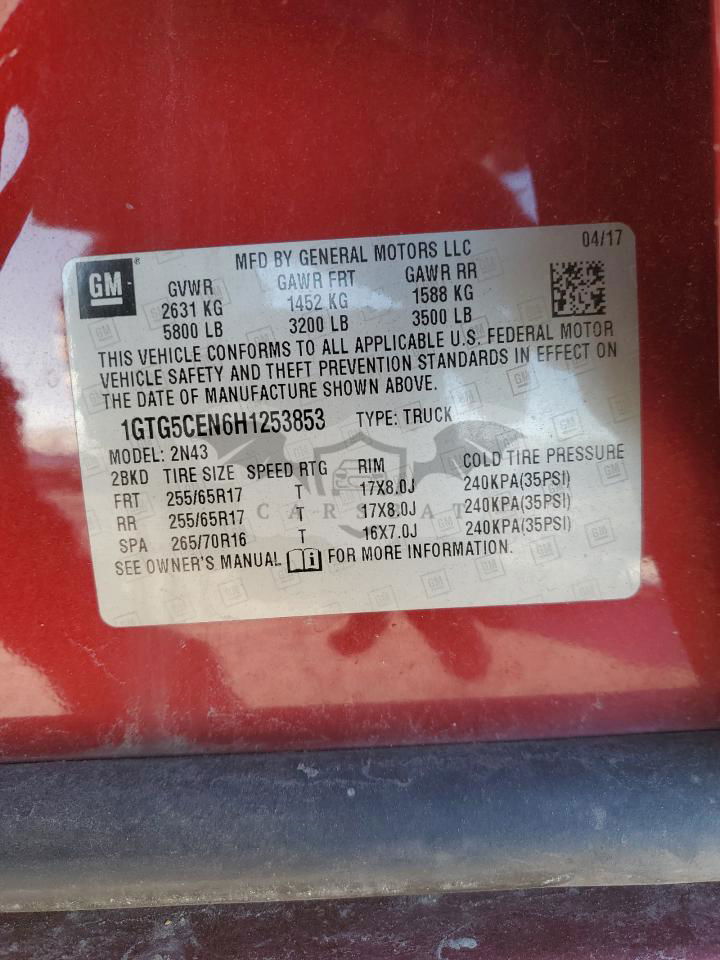 GM
®
MFD BY GENERAL MOTORS LLC
04/17
GVWR GAWR FRT GAWR RR
2631 KG 1452 KG 1588 KG
5800 LB 3200 LB 3500 LB
THIS VEHICLE CONFORMS TO ALL APPLICABLE U.S. FEDERAL MOTOR
VEHICLE SAFETY AND THEFT PREVENTION STANDARDS IN EFFECT ON
THE DATE OF MANUFACTURE SHOWN ABOVE.
1GTG5CEN6H1253853 TYPE: TRUCK
MODEL: 2N43
2BKD TIRE SIZE SPEED RTG RIM COLD TIRE PRESSURE
FRT 255/65R17 T 17X8.0J 240KPA(35PSI)
RR 255/65R17 T 17X8.0J 240KPA(35PSI)
SPA 265/70R16 T 16X7.0J 240KPA(35PSI)
SEE OWNER'S MANUAL i FOR MORE INFORMATION.